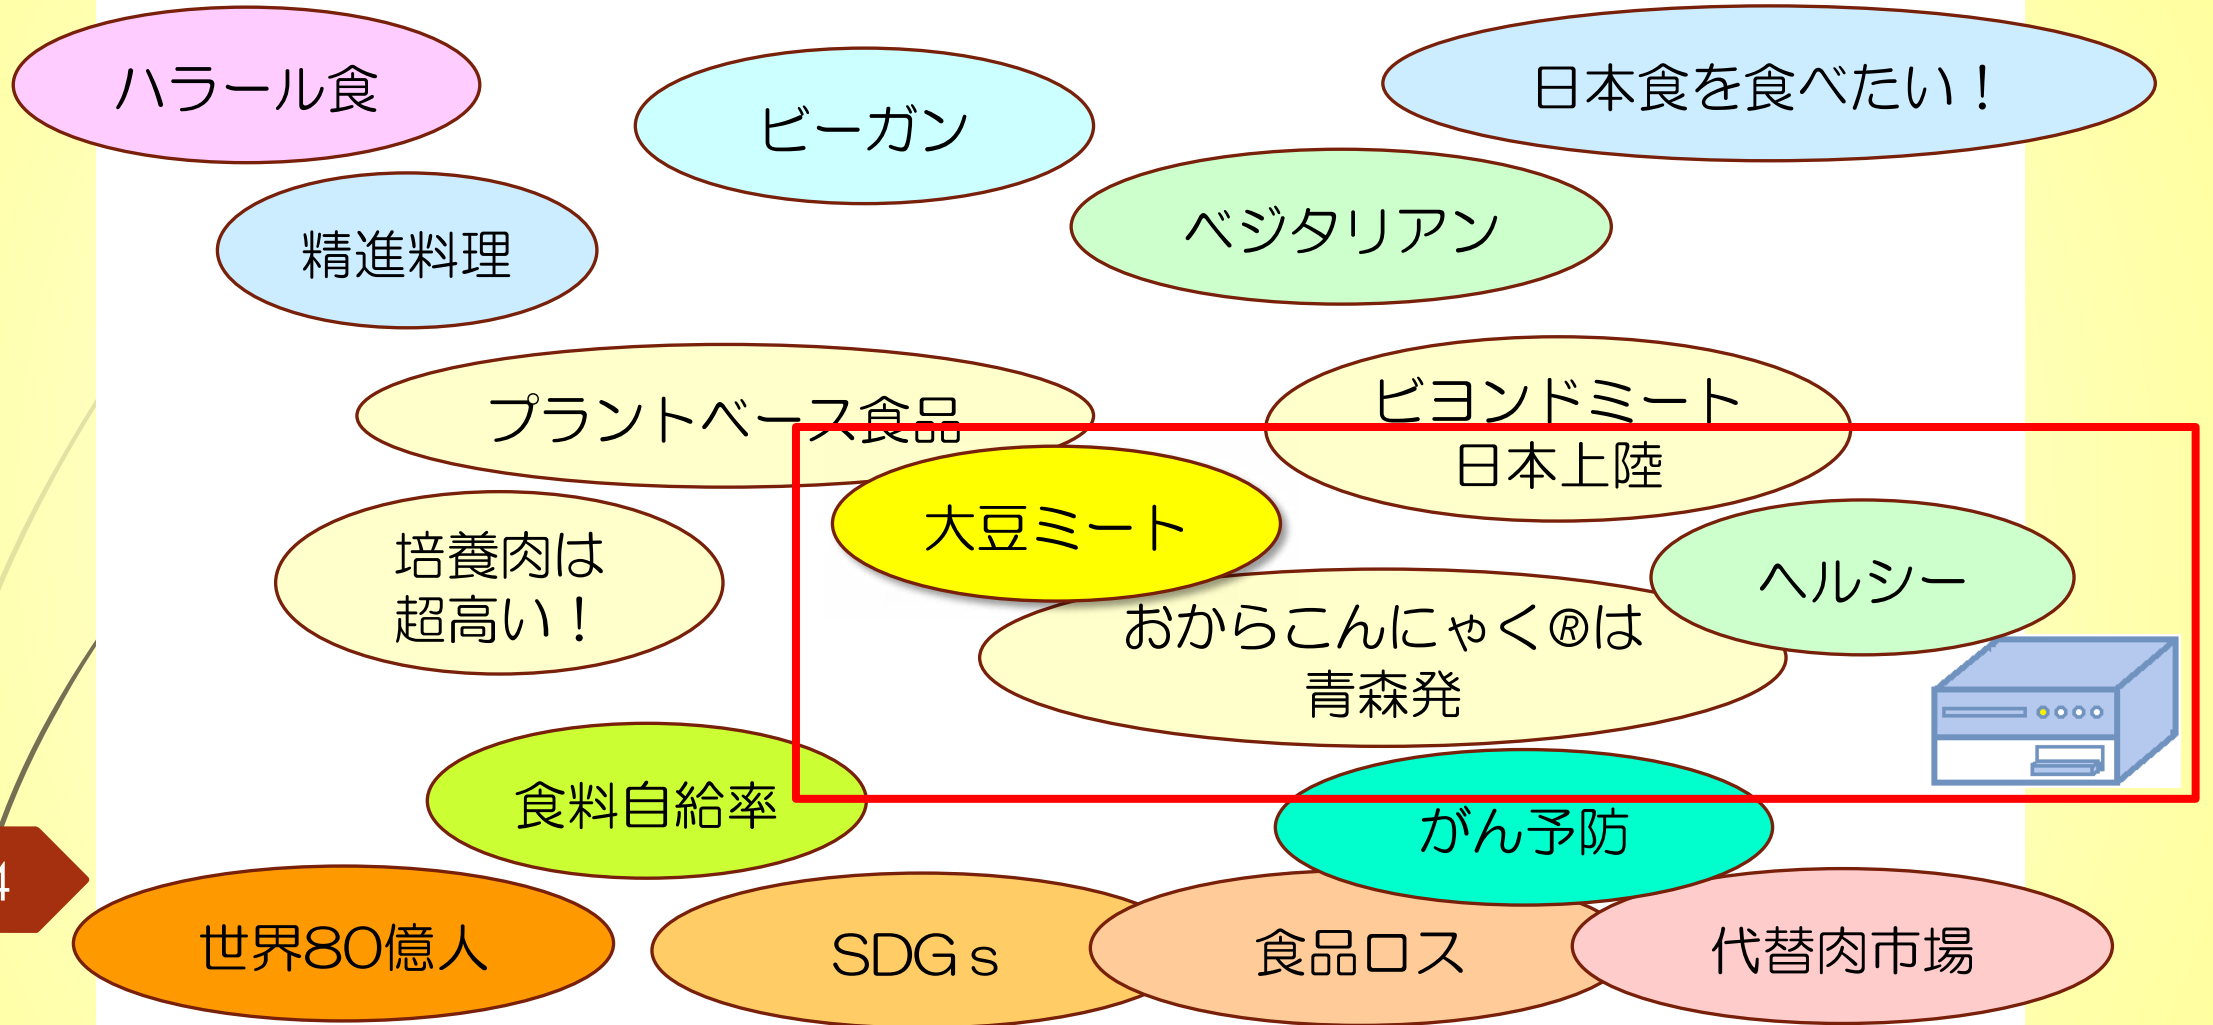 ハラール食
ビーガン
日本食を食べたい！
精進料理
ベジタリアン
プラントベース食品
ビヨンドミート
日本上陸
大豆ミート
培養肉は
超高い！
ヘルシー
おからこんにゃく®は
青森発
食料自給率
がん予防
4
世界80億人
SDGｓ
食品ロス
代替肉市場